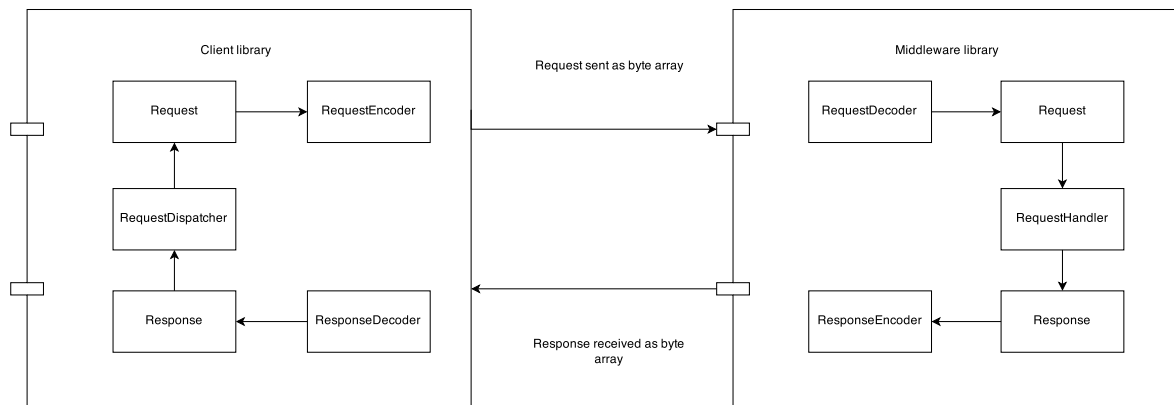 Client library
Middleware library
Request sent as byte array
Request
RequestEncoder
RequestDecoder
Request
RequestDispatcher
RequestHandler
Response
ResponseDecoder
ResponseEncoder
Response
Response received as byte
array